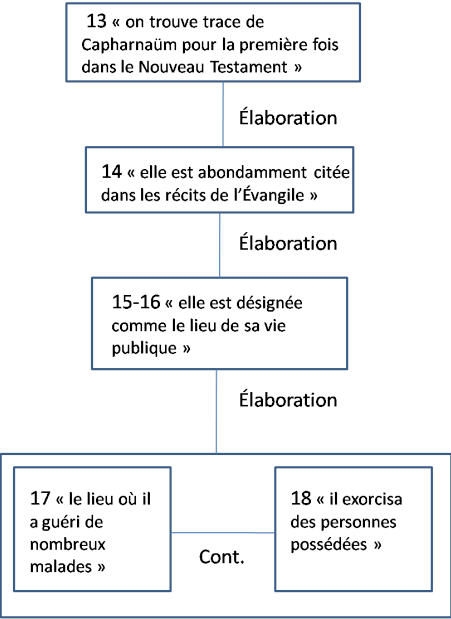 13 « on trouve trace de
Capharnaüm pour la première fois
dans le Nouveau Testament »
Élaboration
14 « elle est abondamment citée
dans les récits de l’Évangile »
Élaboration
15-16 « elle est désignée
comme le lieu de sa vie
publique »
Élaboration
17 « le lieu où il
a guéri de
nombreux
malades »
Cont.
18 « il exorcisa
des personnes
possédées »